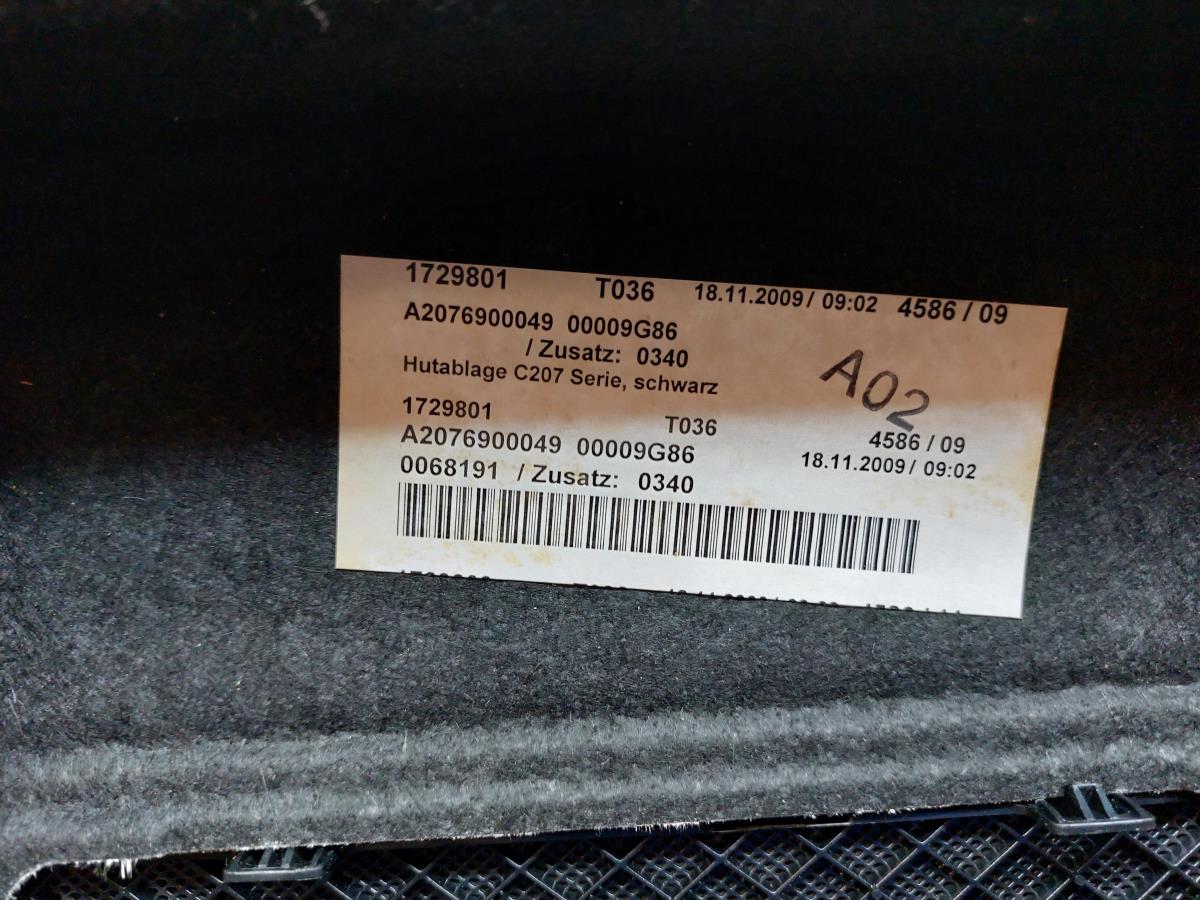 1729801 T036 18.11.2009 / 09:02 4586 / 09
A2076900049 00009G86
/ Zusatz: 0340
Hutablage C207 Serie, schwarz
A02
1729801 T036 4586 / 09
A2076900049 00009G86 18.11.2009 / 09:02
0068191 / Zusatz: 0340